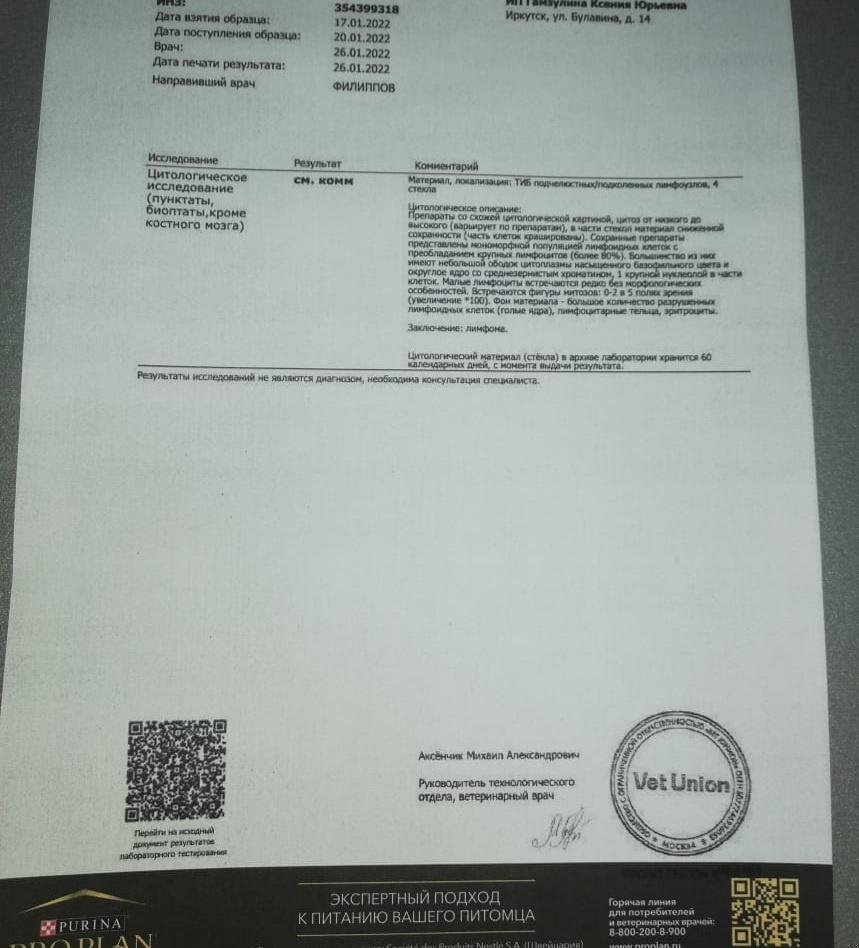 ИНЗ: 354399318
Дата взятия образца: 17.01.2022
Дата поступления образца: 20.01.2022
Врач: 26.01.2022
Дата печати результата: 26.01.2022
Направивший врач ФИЛИППОВ
ИП Гамзулина Ксения Юрьевна
Иркутск, ул. Булавина, д. 14
Исследование Результат Комментарий
Цитологическое
исследование
(пунктаты,
биоптаты,кроме
костного мозга)
СМ. КОММ
Материал, локализация: ТИБ подчелюстных/подколенных лимфоузлов, 4
стекла
Цитологическое описание:
Препараты со схожей цитологической картиной, цитоз от низкого до
высокого (варьирует по препаратам), в части стекол материал сниженной
сохранности (часть клеток крашированы). Сохранные препараты
представлены мономорфной популяцией лимфоидных клеток с
преобладанием крупных лимфоцитов (более 80%). Большинство из них
имеют небольшой ободок цитоплазмы насыщенного базофильного цвета и
округлое ядро со среднезернистым хроматином, 1 крупной нуклеолой в части
клеток. Малые лимфоциты встречаются редко без морфологических
особенностей. Встречаются фигуры митозов: 0-2 в 5 полях зрения
(увеличение *100). Фон материала - большое количество разрушенных
лимфоидных клеток (голые ядра), лимфоцитарные тельца, эритроциты.
Заключение: лимфома.
Цитологический материал (стёкла) в архиве лаборатории хранится 60
календарных дней, с момента выдачи результата.
Результаты исследований не являются диагнозом, необходима консультация специалиста.
Перейти на исходный
документ результатов
лабораторного тестирования
Аксёнчик Михаил Александрович
Руководитель технологического
отдела, ветеринарный врач
Vet Union
МОСКВА
PURINA
PRO PLAN
ЭКСПЕРТНЫЙ ПОДХОД
К ПИТАНИЮ ВАШЕГО ПИТОМЦА
Société des Produits Nestlé S.A. (Швейцария)
Горячая линия
для потребителей
и ветеринарных врачей:
8-800-200-8-900
www.proplan.ru